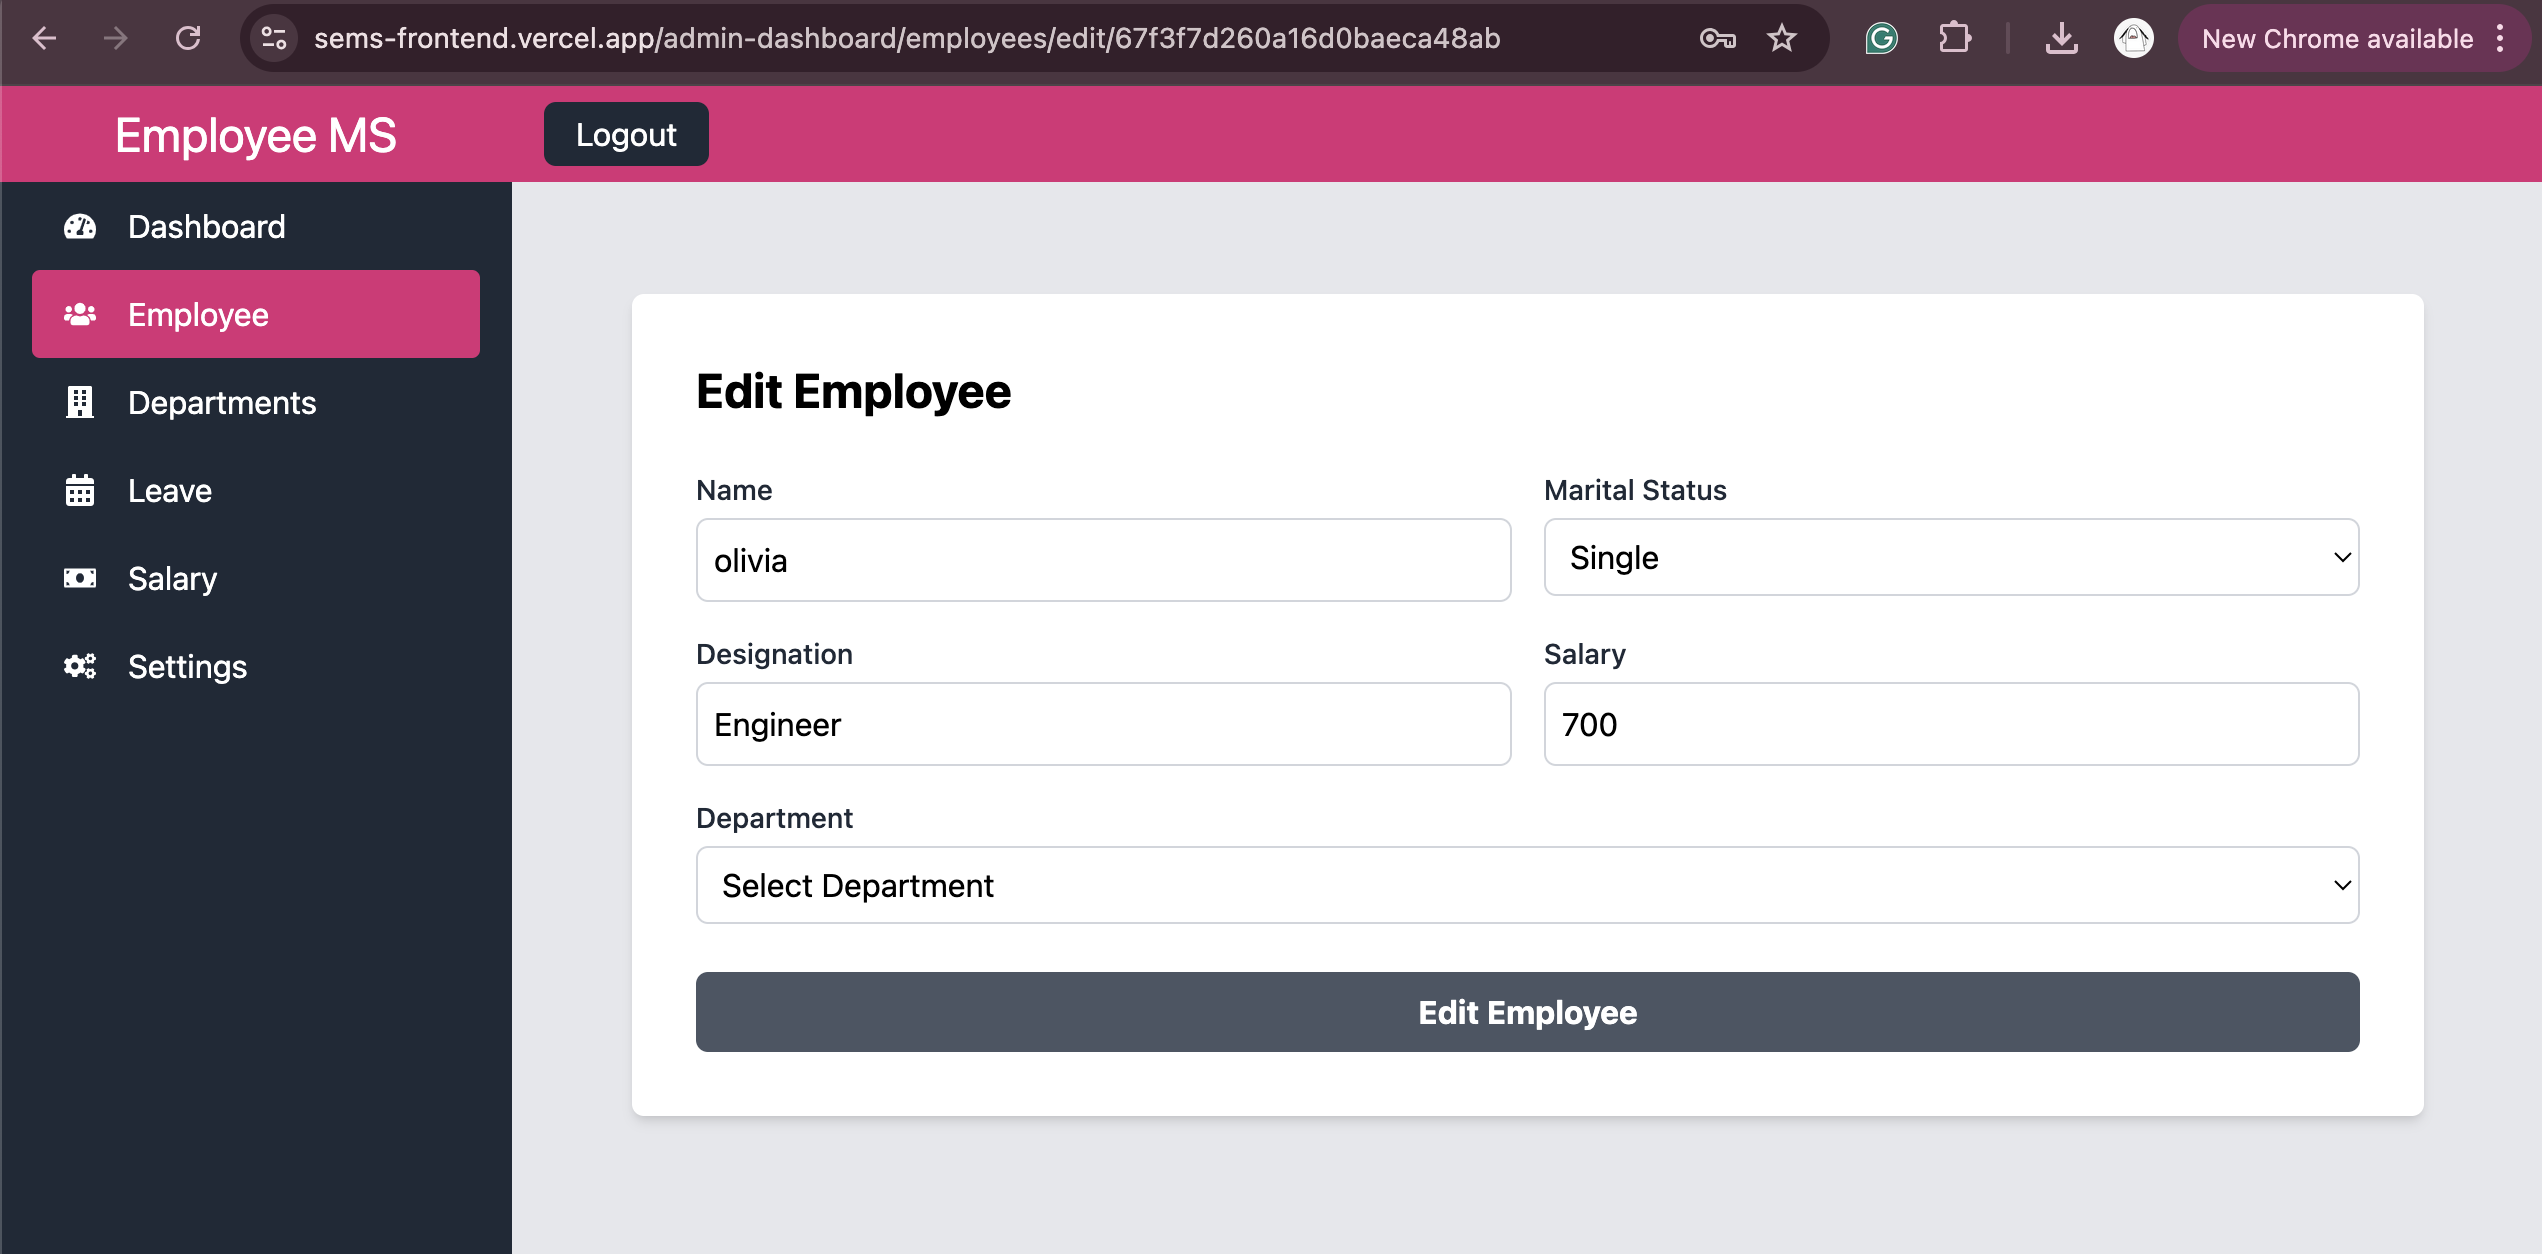 sems-frontend.vercel.app/admin-dashboard/employees/edit/67f3f7d260a16d0baeca48ab
New Chrome available
Employee MS
Logout
Dashboard
Employee
Departments
Leave
Salary
Settings
Edit Employee
Name
Marital Status
olivia
Single
Designation
Salary
Engineer
700
Department
Select Department
Edit Employee